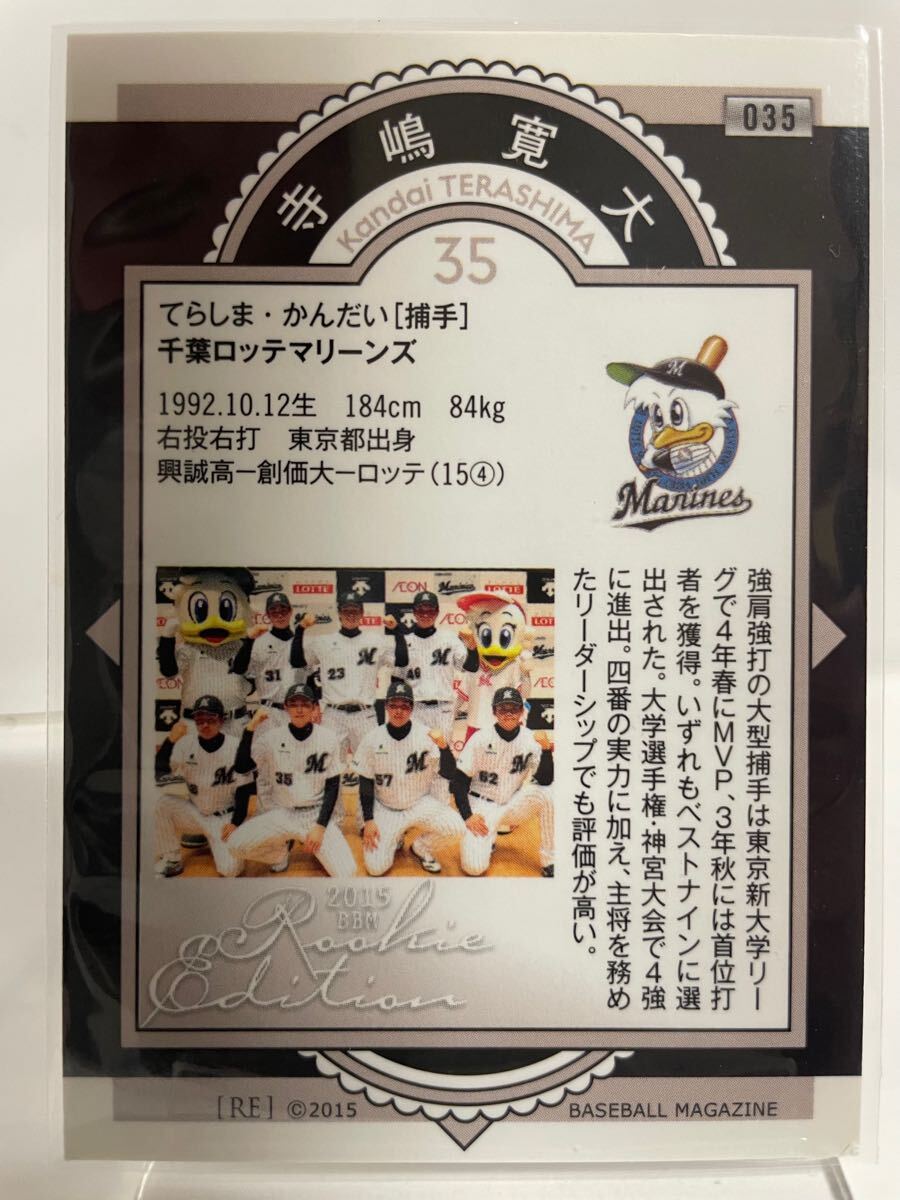 035
寺嶋寛大
Kandai TERASHIMA
35
てらしま・かんだい[捕手]
千葉ロッテマリーンズ
1992.10.12生 184cm 84kg
右投右打 東京都出身
興誠高ー創価大ーロッテ(15④)
M
Marines
強肩強打の大型捕手は東京新大学リー
グで4年春にMVP、3年秋には首位打
者を獲得。いずれもベストナインに選
出された。大学選手権・神宮大会で4強
に進出。四番の実力に加え、主将を務め
たリーダーシップでも評価が高い。
ÆON
LOTTE
31
23
46
35
57
62
2015
BBM
Rookie
Edition
[RE] ©2015
BASEBALL MAGAZINE